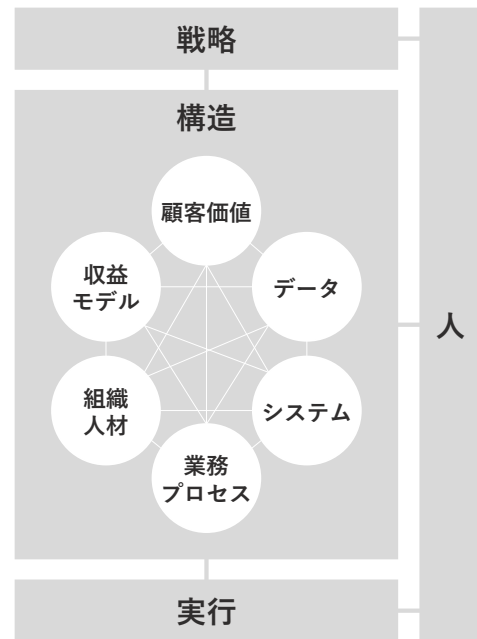 戦略
構造
顧客価値
収益
モデル
データ
組織
人材
システム
業務
プロセス
人
実行